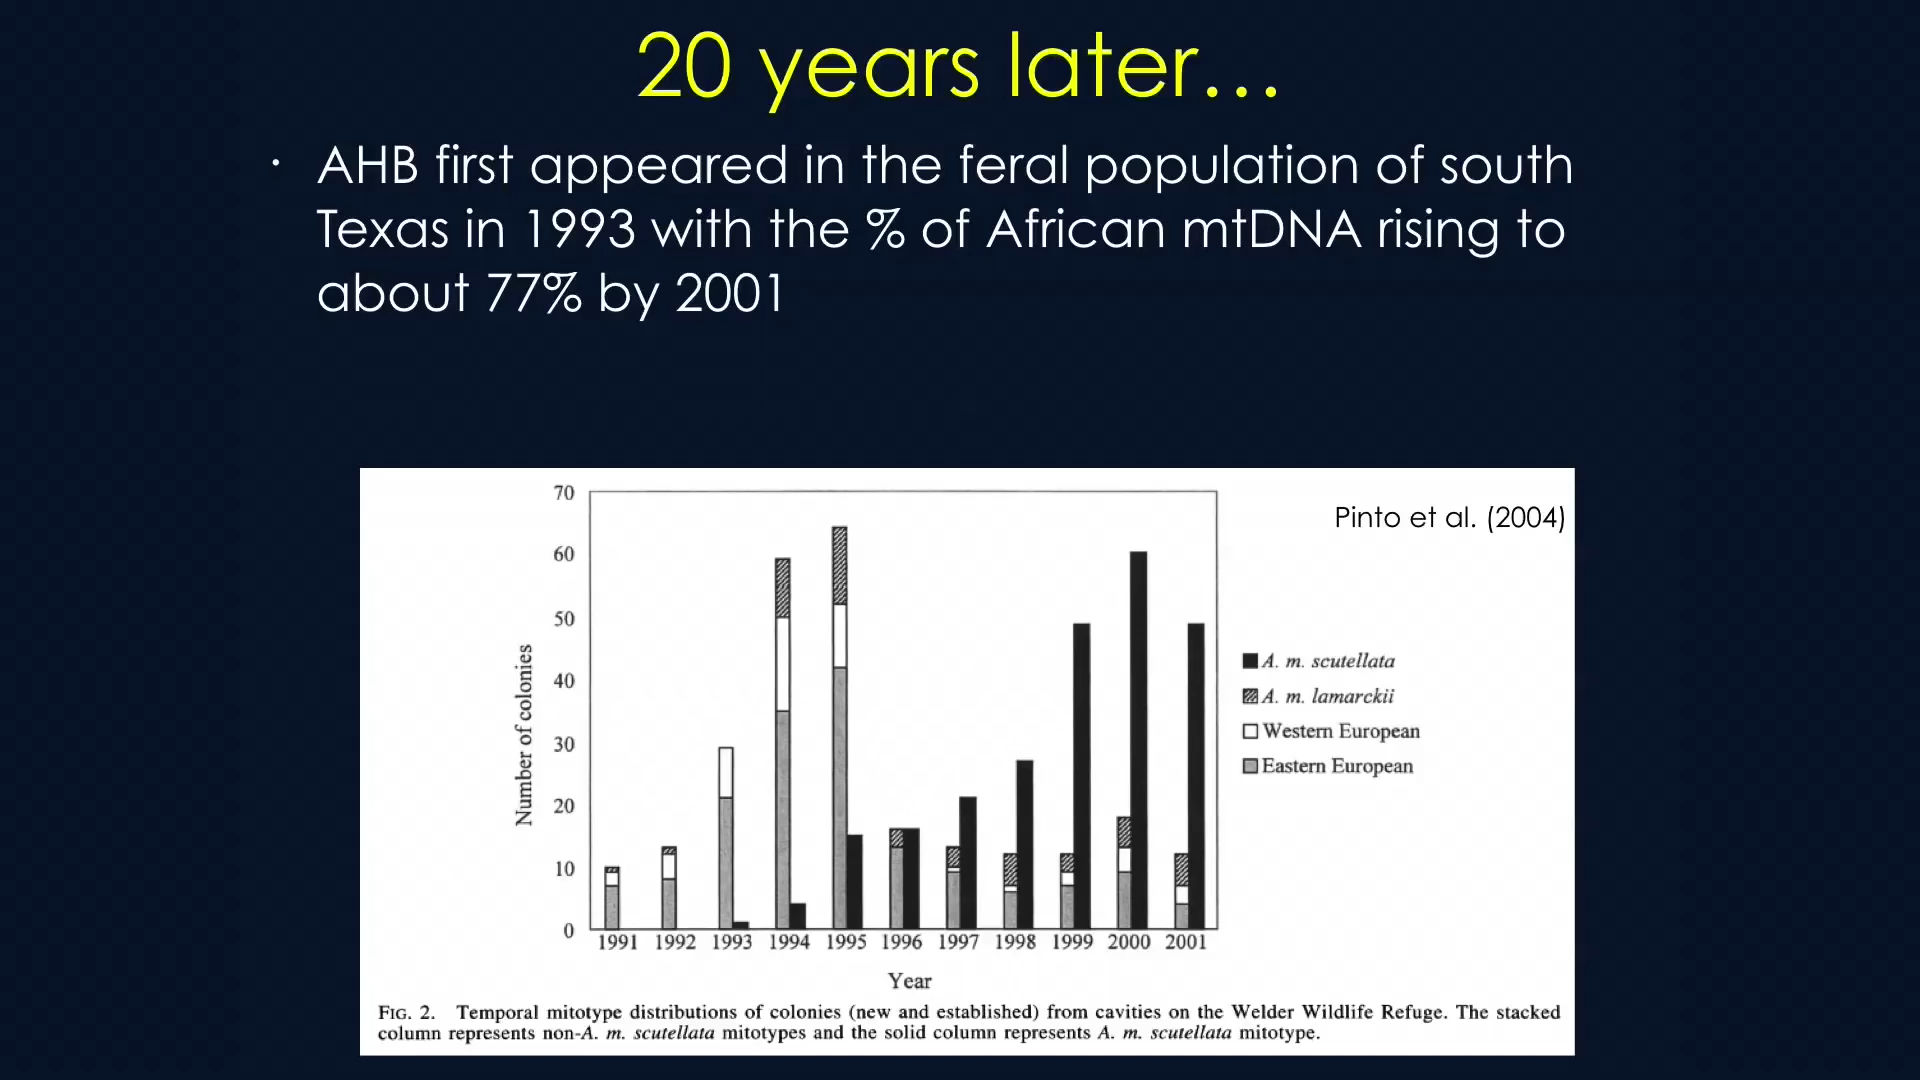 20 years later…
• AHB first appeared in the feral population of south
Texas in 1993 with the % of African mtDNA rising to
about 77% by 2001
Pinto et al. (2004)
70
60
50
40
30
20
10
0
Number of colonies
1991 1992 1993 1994 1995 1996 1997 1998 1999 2000 2001
Year
A. m. scutellata
A. m. lamarckii
Western European
Eastern European
FIG. 2. Temporal mitotype distributions of colonies (new and established) from cavities on the Welder Wildlife Refuge. The stacked
column represents non-A. m. scutellata mitotypes and the solid column represents A. m. scutellata mitotype.